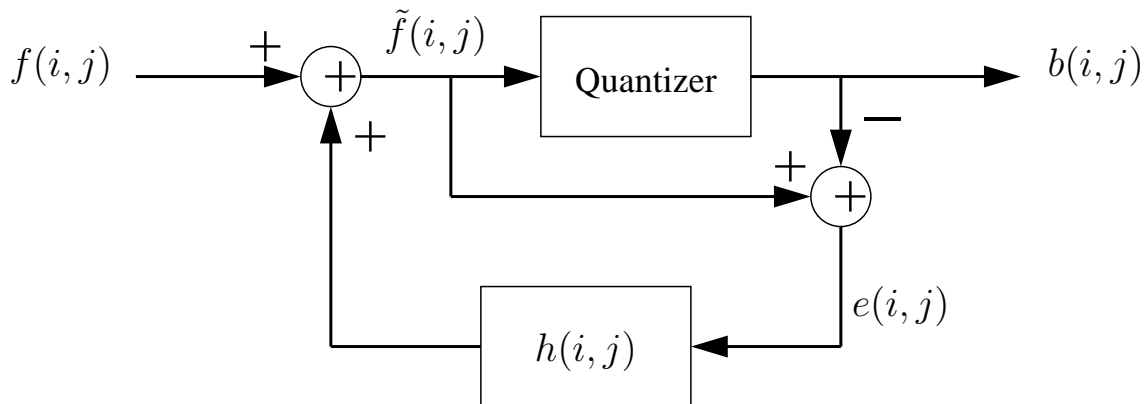 f(i, j)
+
+
f̃(i, j)
Quantizer
b(i, j)
+
−
+
+
e(i, j)
h(i, j)